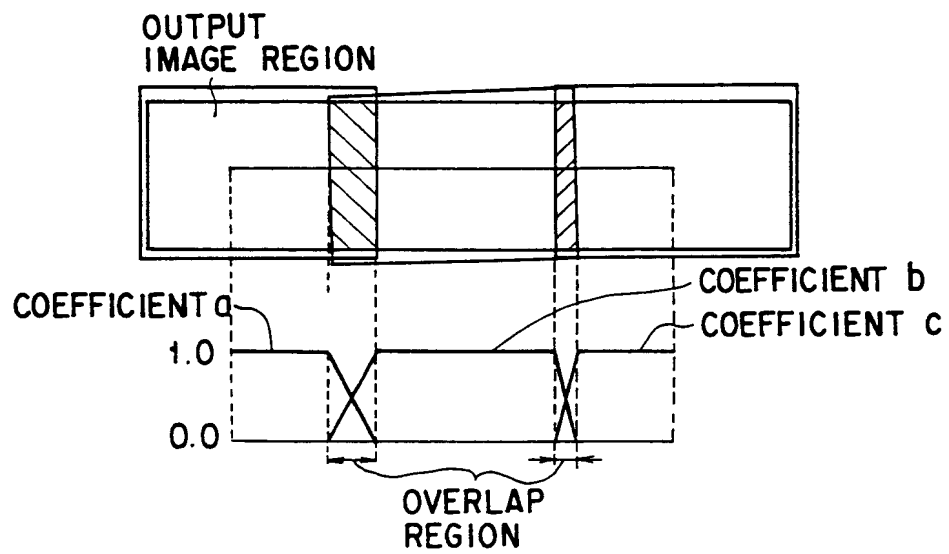 OUTPUT
IMAGE REGION
COEFFICIENT a
COEFFICIENT b
COEFFICIENT c
1.0
0.0
OVERLAP
REGION